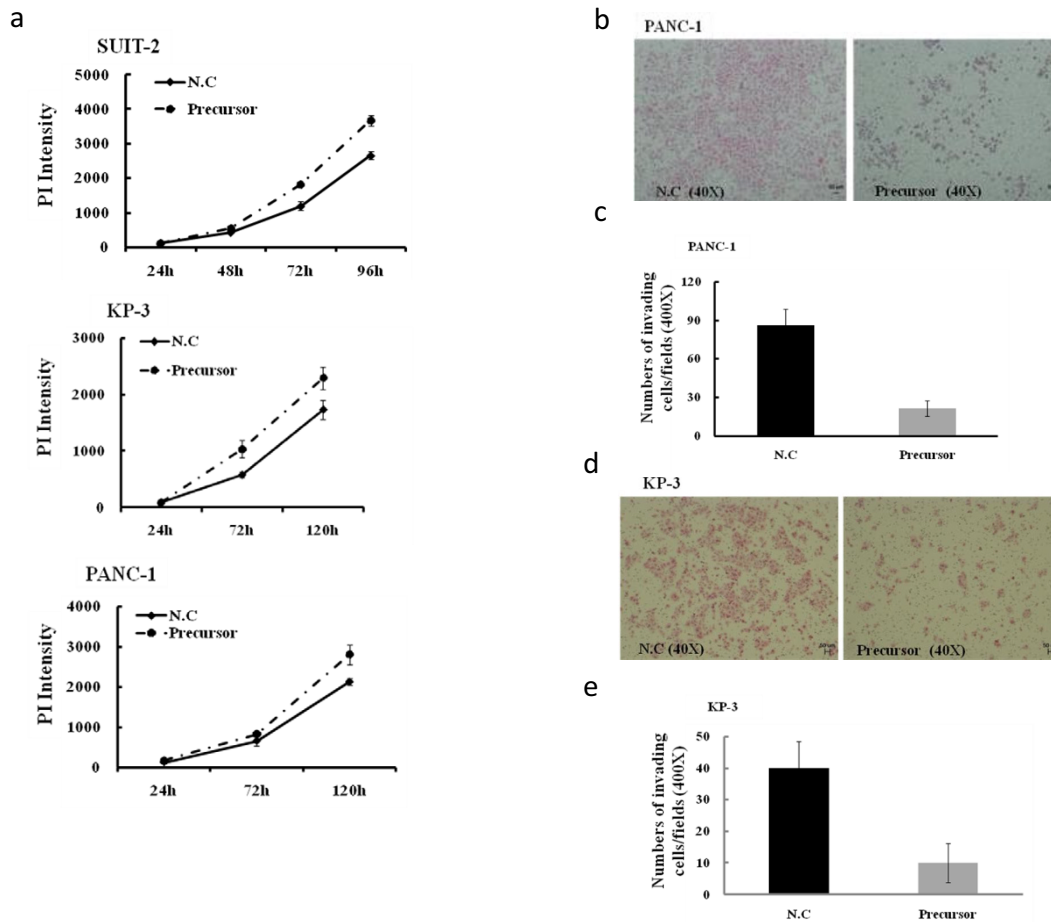 a
SUIT-2
PI Intensity
5000
4000
3000
2000
1000
0
N.C
Precursor
24h 48h 72h 96h
KP-3
PI Intensity
3000
2000
1000
0
N.C
Precursor
24h 72h 120h
PANC-1
PI Intensity
4000
3000
2000
1000
0
N.C
Precursor
24h 72h 120h
b
PANC-1
N.C (40X)
Precursor (40X)
c
PANC-1
Numbers of invading
cells/fields (400X)
120
90
60
30
0
N.C Precursor
d
KP-3
N.C (40X)
Precursor (40X)
e
KP-3
Numbers of invading
cells/fields (400X)
50
40
30
20
10
0
N.C Precursor